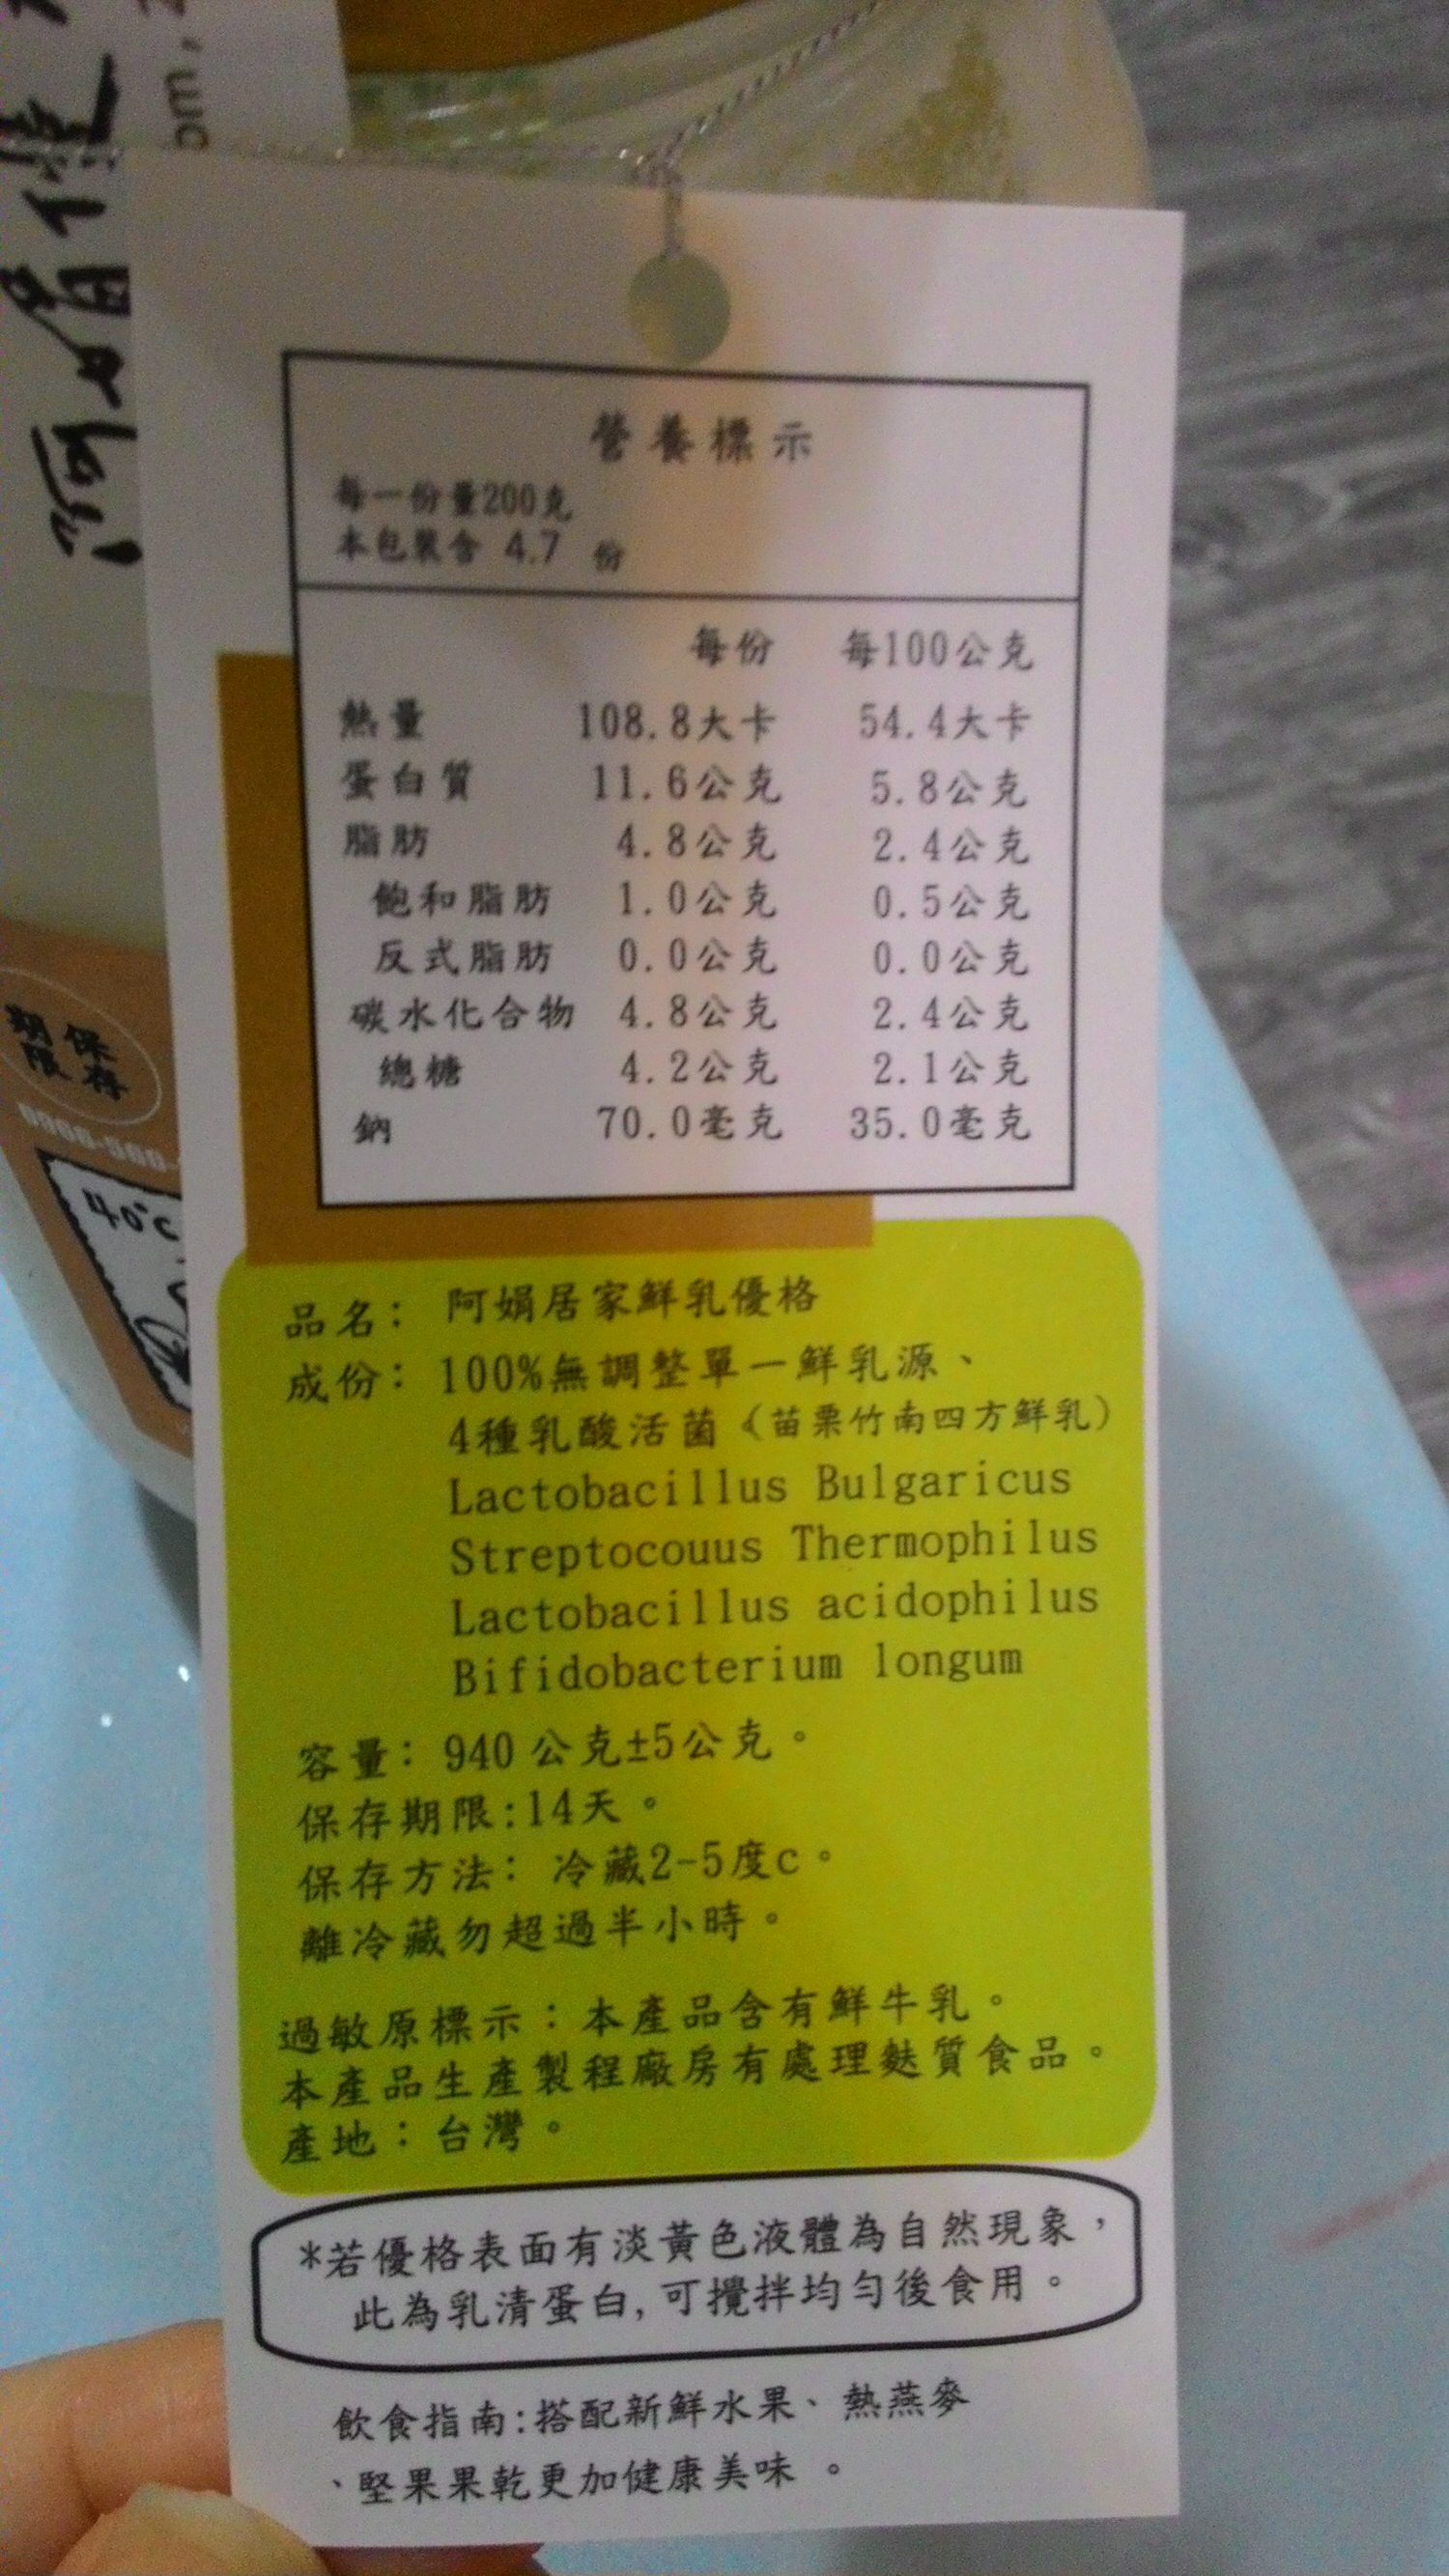 營養標示
每一份量200克
本包裝含 4.7 份
每份 每100公克
熱量 108.8大卡 54.4大卡
蛋白質 11.6公克 5.8公克
脂肪 4.8公克 2.4公克
飽和脂肪 1.0公克 0.5公克
反式脂肪 0.0公克 0.0公克
碳水化合物 4.8公克 2.4公克
總糖 4.2公克 2.1公克
鈉 70.0毫克 35.0毫克
品名: 阿娟居家鮮乳優格
成份: 100%無調整單一鮮乳源、
4種乳酸活菌(苗栗竹南四方鮮乳)
Lactobacillus Bulgaricus
Streptocouus Thermophilus
Lactobacillus acidophilus
Bifidobacterium longum
容量: 940 公克±5公克。
保存期限:14天。
保存方法: 冷藏2-5度c。
離冷藏勿超過半小時。
過敏原標示：本產品含有鮮牛乳。
本產品生產製程廠房有處理麩質食品。
產地：台灣。
*若優格表面有淡黃色液體為自然現象，
此為乳清蛋白,可攪拌均勻後食用。
飲食指南:搭配新鮮水果、熱燕麥
、堅果果乾更加健康美味 。
保存
期限
40°C